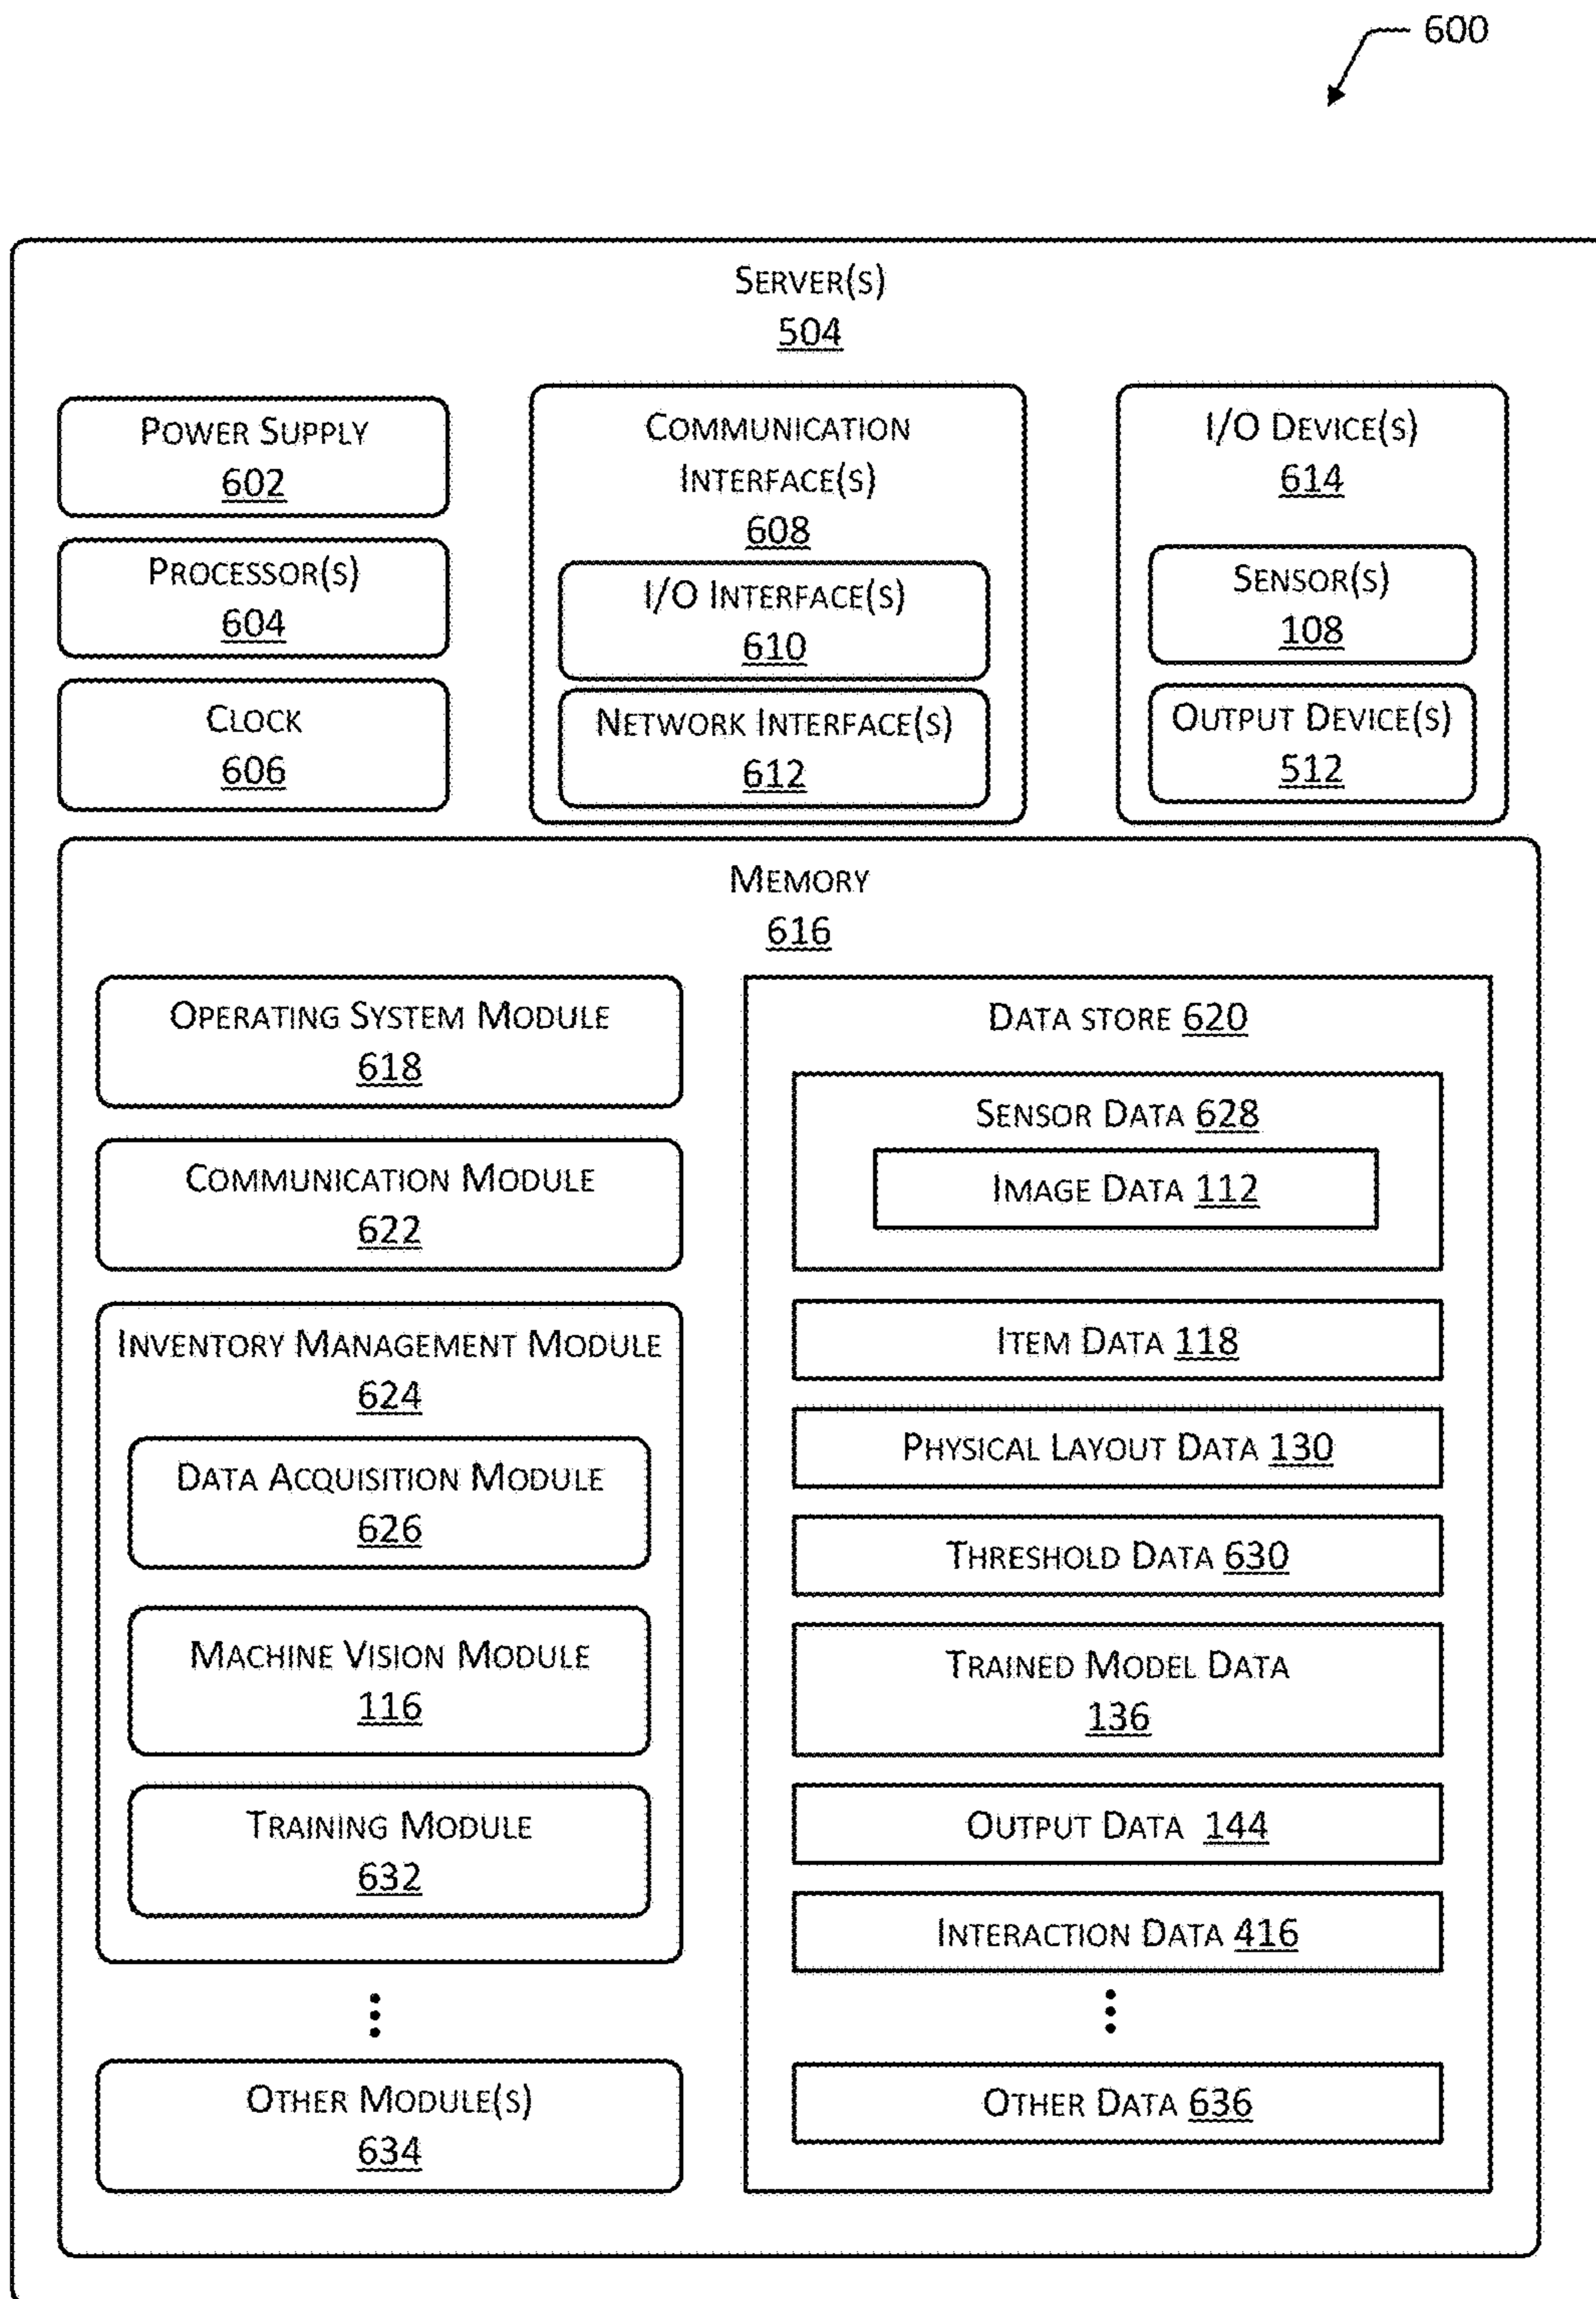 600
SERVER(S)
504
POWER SUPPLY
602
PROCESSOR(S)
604
CLOCK
606
COMMUNICATION
INTERFACE(S)
608
I/O INTERFACE(S)
610
NETWORK INTERFACE(S)
612
I/O DEVICE(S)
614
SENSOR(S)
108
OUTPUT DEVICE(S)
512
MEMORY
616
OPERATING SYSTEM MODULE
618
COMMUNICATION MODULE
622
INVENTORY MANAGEMENT MODULE
624
DATA ACQUISITION MODULE
626
MACHINE VISION MODULE
116
TRAINING MODULE
632
OTHER MODULE(S)
634
DATA STORE 620
SENSOR DATA 628
IMAGE DATA 112
ITEM DATA 118
PHYSICAL LAYOUT DATA 130
THRESHOLD DATA 630
TRAINED MODEL DATA
136
OUTPUT DATA 144
INTERACTION DATA 416
OTHER DATA 636